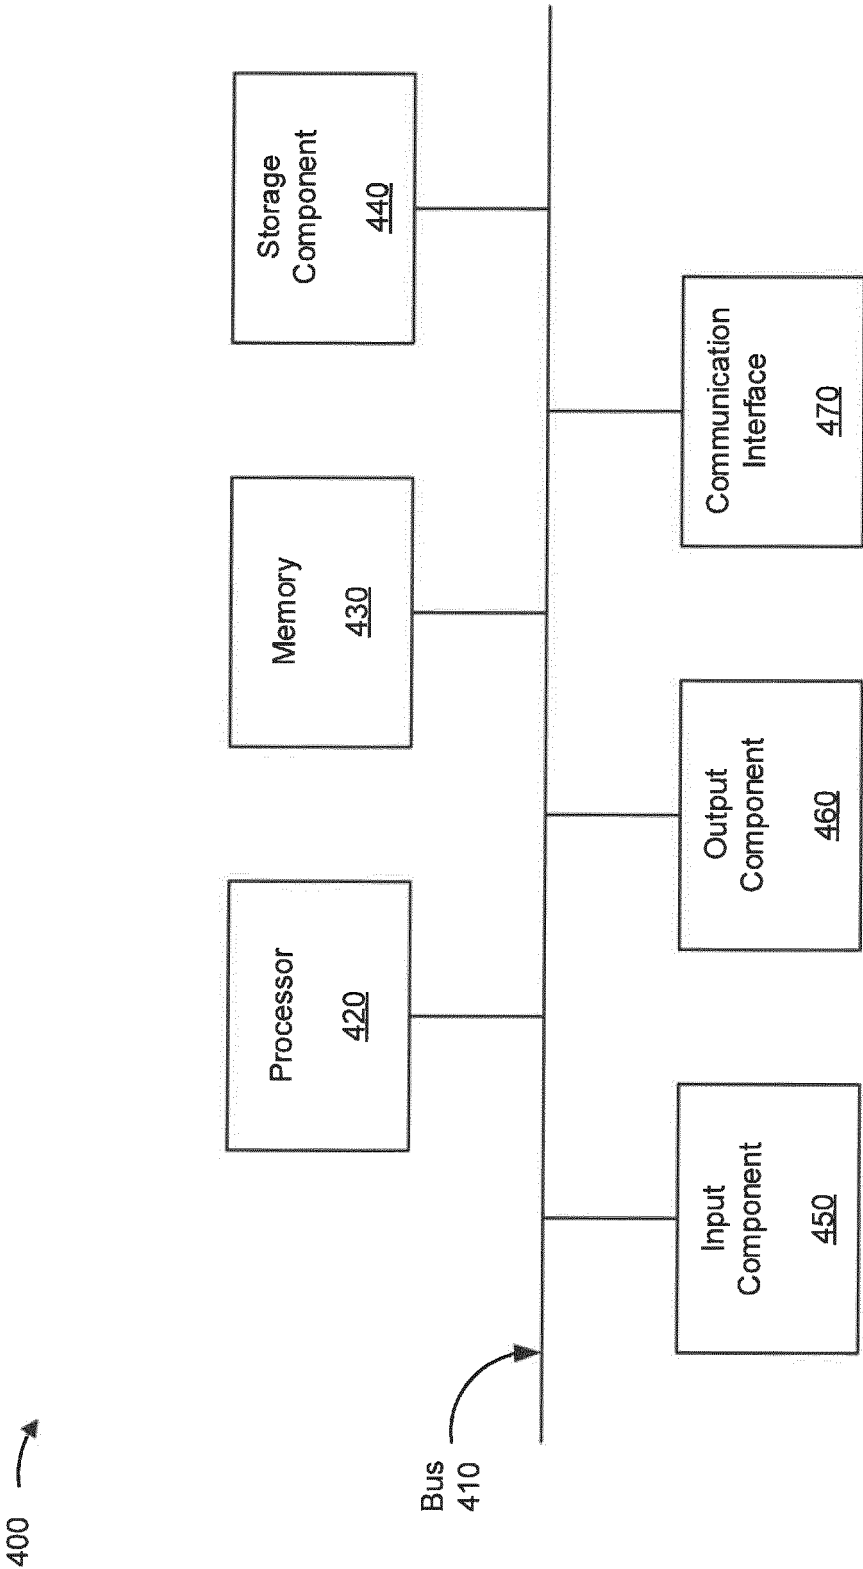 400
Bus
410
Processor
420
Memory
430
Storage
Component
440
Input
Component
450
Output
Component
460
Communication
Interface
470